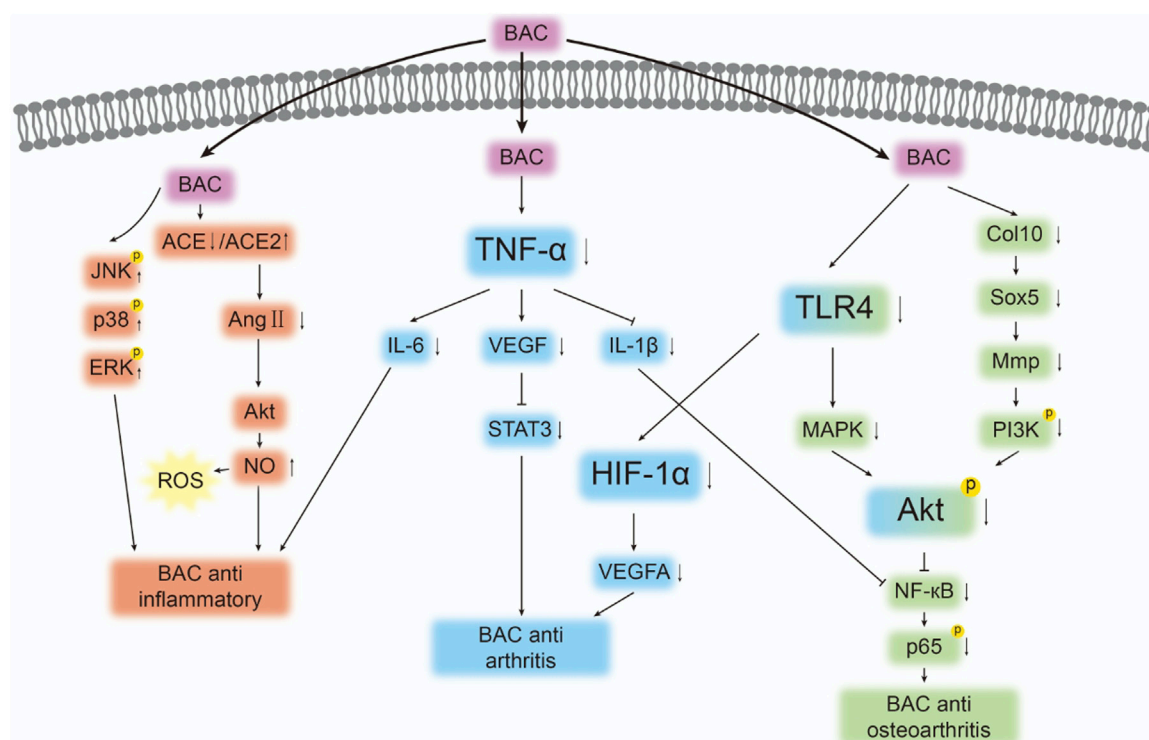 BAC
BAC
BAC
BAC
ACE↓/ACE2↑
JNK p ↑
p38 p ↑
ERK p ↑
Ang II ↓
Akt
NO ↑
ROS
BAC anti
inflammatory
TNF-α ↓
IL-6 ↓
VEGF ↓
IL-1β ↓
STAT3 ↓
HIF-1α ↓
VEGFA ↓
BAC anti
arthritis
TLR4 ↓
MAPK ↓
Col10 ↓
Sox5 ↓
Mmp ↓
PI3K p ↓
Akt p ↓
NF-κB ↓
p65 p ↓
BAC anti
osteoarthritis